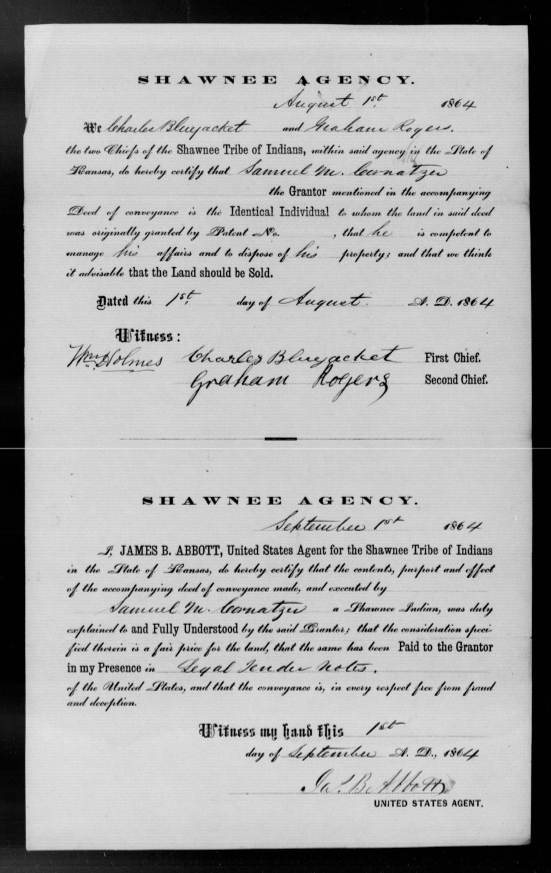 SHAWNEE AGENCY.
August 1st 1864
We Charles Bluejacket and Graham Rogers.
the two Chiefs of the Shawnee Tribe of Indians, within said agency in the State of
Kansas, do hereby certify that Samuel M. Cornatzer
the Grantor mentioned in the accompanying
Deed of conveyance is the Identical Individual to whom the land in said deed
was originally granted by Patent No. , that he is competent to
manage his affairs and to dispose of his property; and that we think
it advisable that the Land should be Sold.
Dated this 1st. day of August. A. D. 1864
Witness:
Wm Holmes Charles Bluejacket First Chief.
Graham Rogers Second Chief.
SHAWNEE AGENCY.
September 1st 1864
I, JAMES B. ABBOTT, United States Agent for the Shawnee Tribe of Indians
in the State of Kansas, do hereby certify that the contents, purport and effect
of the accompanying deed of conveyance made, and executed by
Samuel M. Cornatzer a Shawnee Indian, was duly
explained to and Fully Understood by the said Grantor; that the consideration speci-
fied therein is a fair price for the land, that the same has been Paid to the Grantor
in my Presence in Legal Tender Notes.
of the United States, and that the conveyance is, in every respect free from fraud
and deception.
Witness my hand this 1st
day of September A. D., 1864
Jas. B. Abbott
UNITED STATES AGENT.